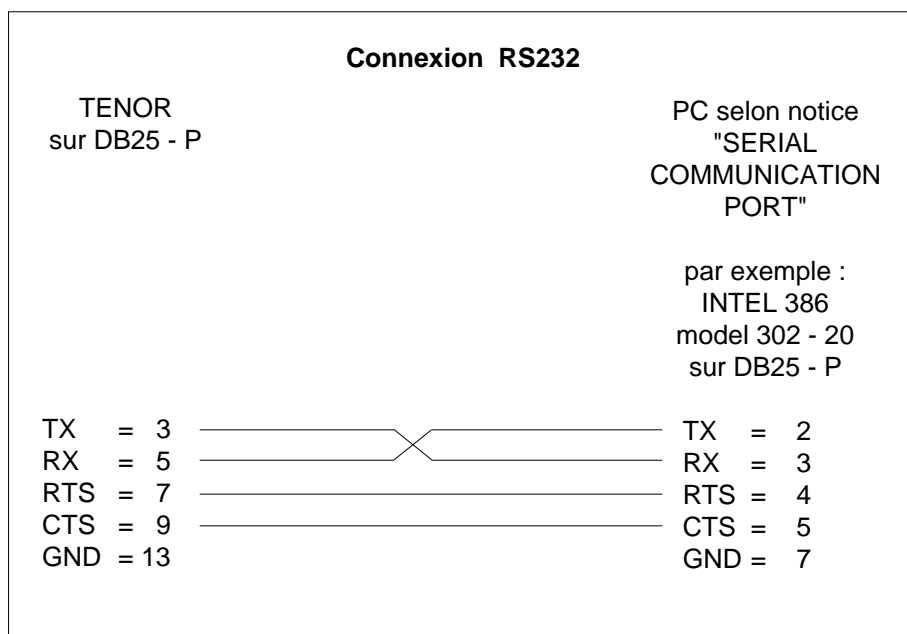 Connexion RS232
TENOR
sur DB25 - P
PC selon notice
"SERIAL
COMMUNICATION
PORT"
par exemple :
INTEL 386
model 302 - 20
sur DB25 - P
TX = 3
RX = 5
RTS = 7
CTS = 9
GND = 13
TX = 2
RX = 3
RTS = 4
CTS = 5
GND = 7